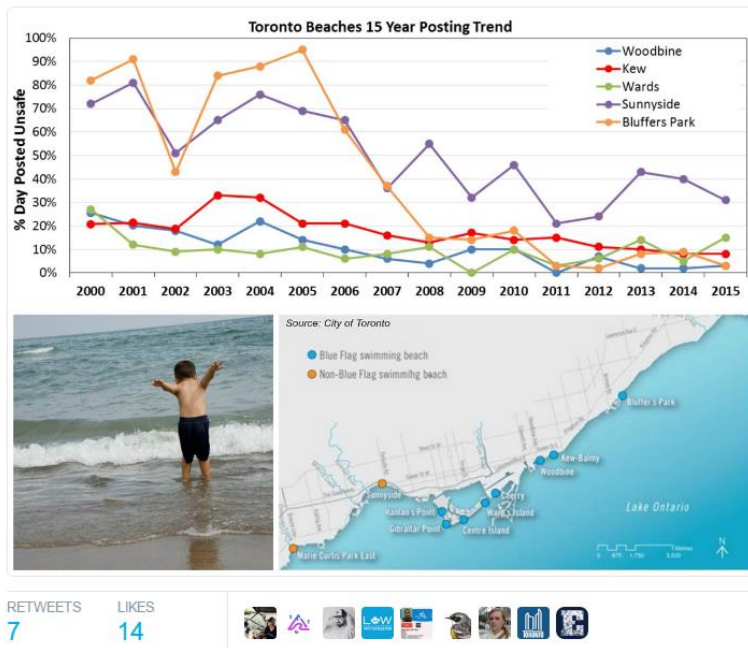 Toronto Beaches 15 Year Posting Trend
% Day Posted Unsafe
100%
90%
80%
70%
60%
50%
40%
30%
20%
10%
0%
Woodbine
Kew
Wards
Sunnyside
Bluffers Park
2000 2001 2002 2003 2004 2005 2006 2007 2008 2009 2010 2011 2012 2013 2014 2015
Source: City of Toronto
Blue Flag swimming beach
Non-Blue Flag swimming beach
Bluffer's Park
Kew-Balmy
Woodbine
Sunnyside
Cherry
Hanlan's Point
Ward's Island
Gibraltar Point
Centre Island
Lake Ontario
Marie Curtis Park East
Metres
N
RETWEETS LIKES
7 14
LOW
TORONTO